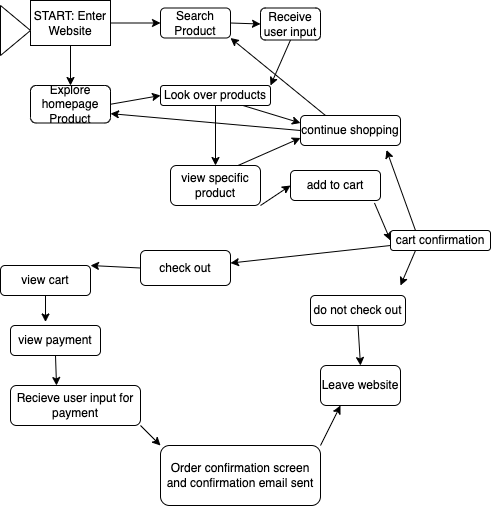 START: Enter
Website
Search
Product
Receive
user input
Explore
homepage
Product
Look over products
continue shopping
view specific
product
add to cart
cart confirmation
check out
view cart
do not check out
view payment
Leave website
Recieve user input for
payment
Order confirmation screen
and confirmation email sent